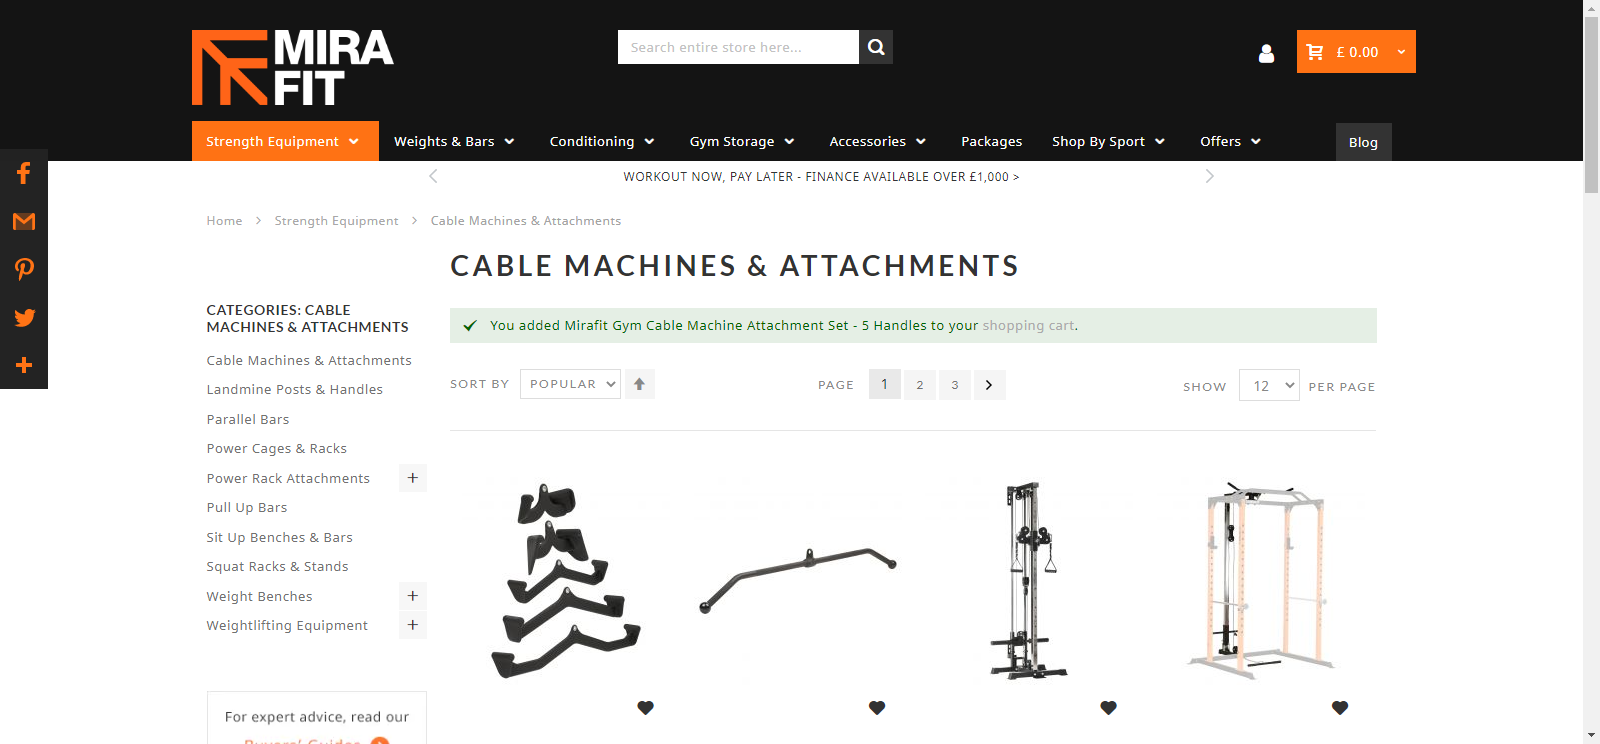 MIRA
FIT
Search entire store here...
£ 0.00
Strength Equipment
Weights & Bars
Conditioning
Gym Storage
Accessories
Packages
Shop By Sport
Offers
Blog
WORKOUT NOW, PAY LATER - FINANCE AVAILABLE OVER £1,000 >
Home
Strength Equipment
Cable Machines & Attachments
CABLE MACHINES & ATTACHMENTS
CATEGORIES: CABLE
MACHINES & ATTACHMENTS
Cable Machines & Attachments
Landmine Posts & Handles
Parallel Bars
Power Cages & Racks
Power Rack Attachments
Pull Up Bars
Sit Up Benches & Bars
Squat Racks & Stands
Weight Benches
Weightlifting Equipment
For expert advice, read our
Buyers' Guides
You added Mirafit Gym Cable Machine Attachment Set - 5 Handles to your shopping cart.
SORT BY POPULAR
PAGE 1 2 3
SHOW 12 PER PAGE